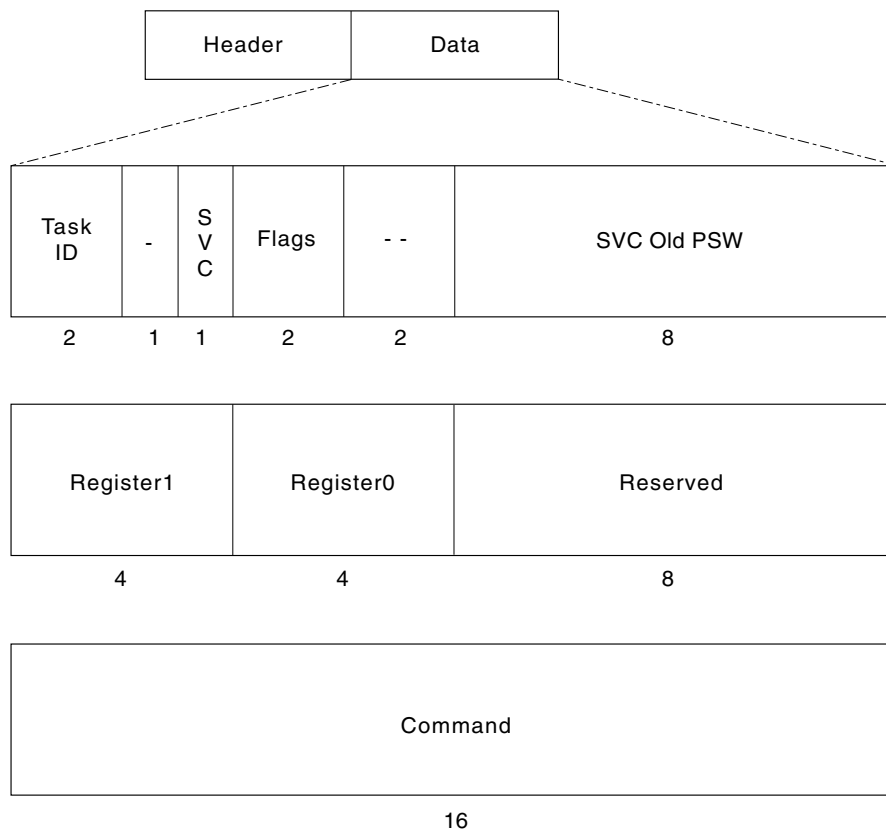 Header Data
Task ID - SVC Flags - - SVC Old PSW
2 1 1 2 2 8
Register1 Register0 Reserved
4 4 8
Command
16